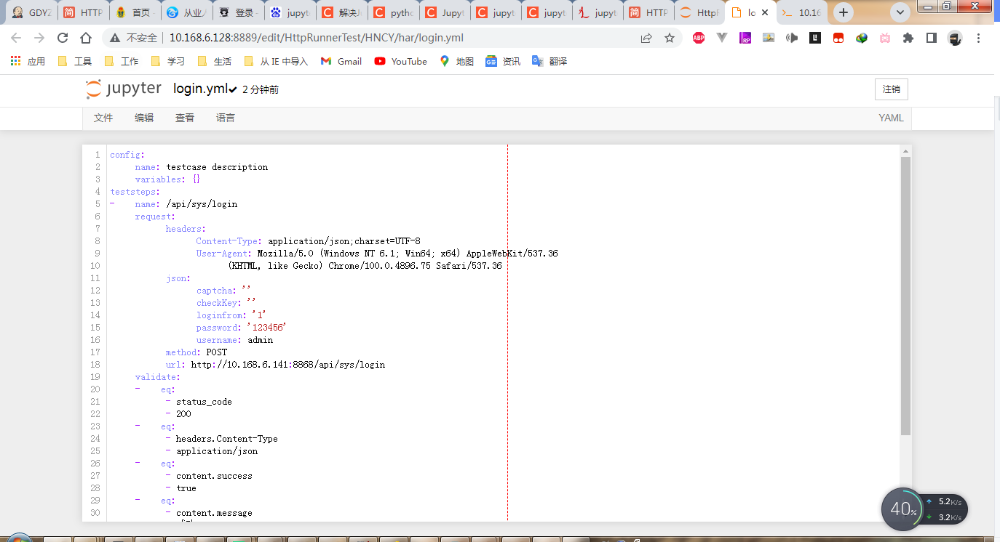 GDYZ
HTTP
首页 -
从业人
登录 -
jupyt
解决Ju
pytho
Jupyt
jupyt
jupyt
jupyt
HTTP
HttpR
lo
10.16
不安全
10.168.6.128:8889/edit/HttpRunnerTest/HNCY/har/login.yml
ABP
RP
应用 工具 工作 学习 生活 从 IE 中导入 Gmail YouTube 地图 资讯 翻译
jupyter login.yml 2 分钟前
注销
文件 编辑 查看 语言
YAML
1 config:
2 name: testcase description
3 variables: {}
4 teststeps:
5 - name: /api/sys/login
6 request:
7 headers:
8 Content-Type: application/json;charset=UTF-8
9 User-Agent: Mozilla/5.0 (Windows NT 6.1; Win64; x64) AppleWebKit/537.36
10 (KHTML, like Gecko) Chrome/100.0.4896.75 Safari/537.36
11 json:
12 captcha: ''
13 checkKey: ''
14 loginfrom: '1'
15 password: '123456'
16 username: admin
17 method: POST
18 url: http://10.168.6.141:8868/api/sys/login
19 validate:
20 - eq:
21 - status_code
22 - 200
23 - eq:
24 - headers.Content-Type
25 - application/json
26 - eq:
27 - content.success
28 - true
29 - eq:
30 - content.message
40%
5.2K/s
3.2K/s